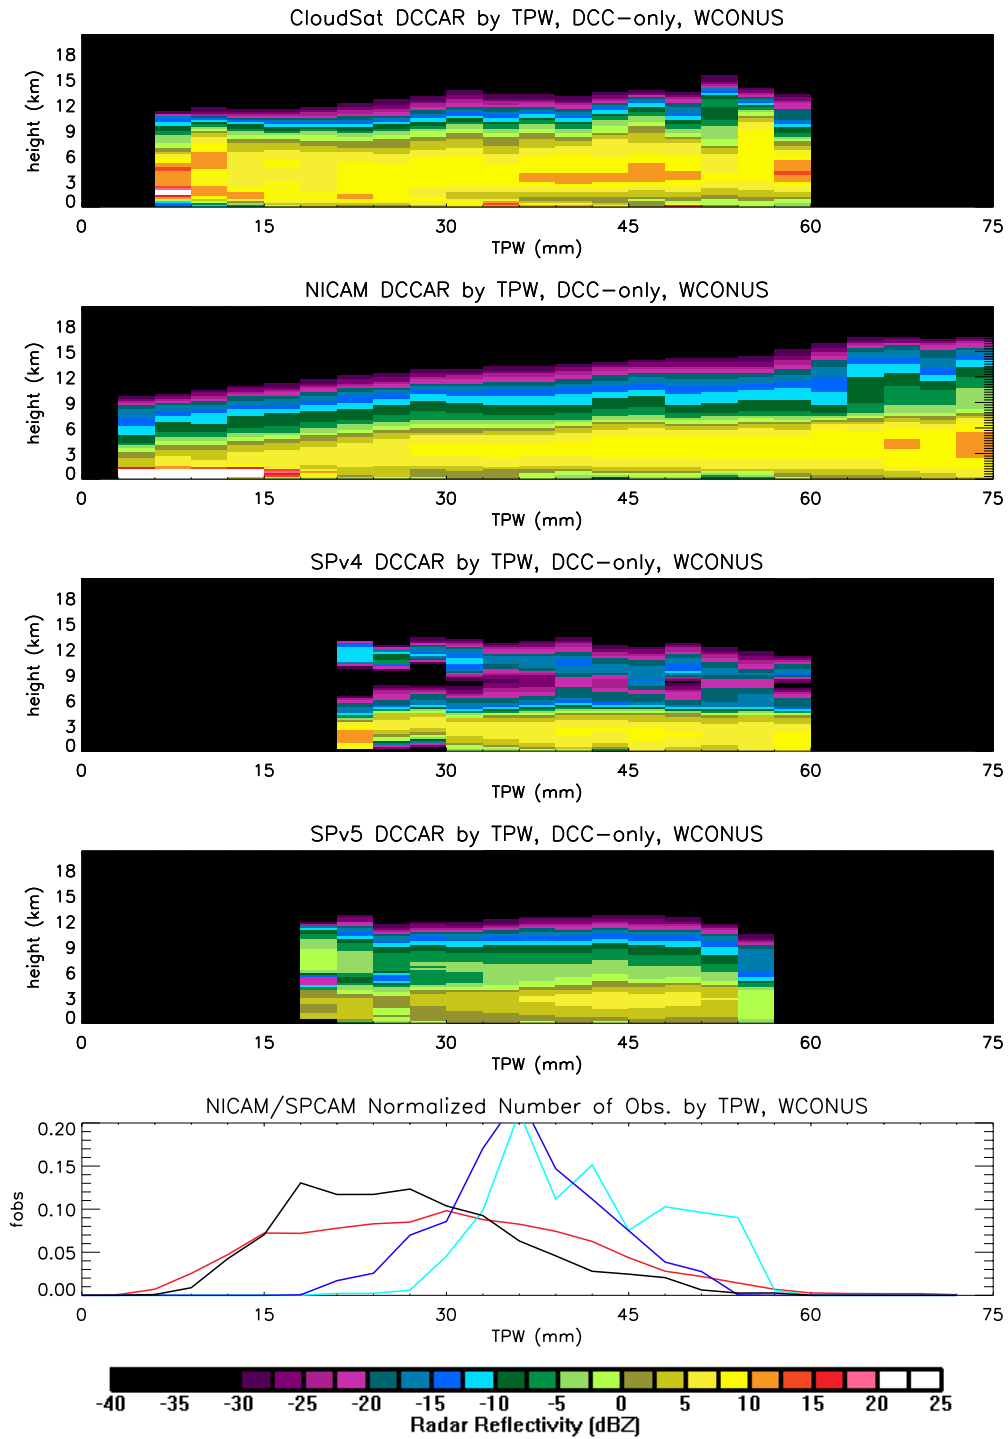 CloudSat DCCAR by TPW, DCC-only, WCONUS
18
15
12
9
6
3
0
height (km)
0 15 30 45 60 75
TPW (mm)
NICAM DCCAR by TPW, DCC-only, WCONUS
18
15
12
9
6
3
0
height (km)
0 15 30 45 60 75
TPW (mm)
SPv4 DCCAR by TPW, DCC-only, WCONUS
18
15
12
9
6
3
0
height (km)
0 15 30 45 60 75
TPW (mm)
SPv5 DCCAR by TPW, DCC-only, WCONUS
18
15
12
9
6
3
0
height (km)
0 15 30 45 60 75
TPW (mm)
NICAM/SPCAM Normalized Number of Obs. by TPW, WCONUS
0.20
0.15
0.10
0.05
0.00
fobs
0 15 30 45 60 75
TPW (mm)
-40 -35 -30 -25 -20 -15 -10 -5 0 5 10 15 20 25
Radar Reflectivity (dBZ)